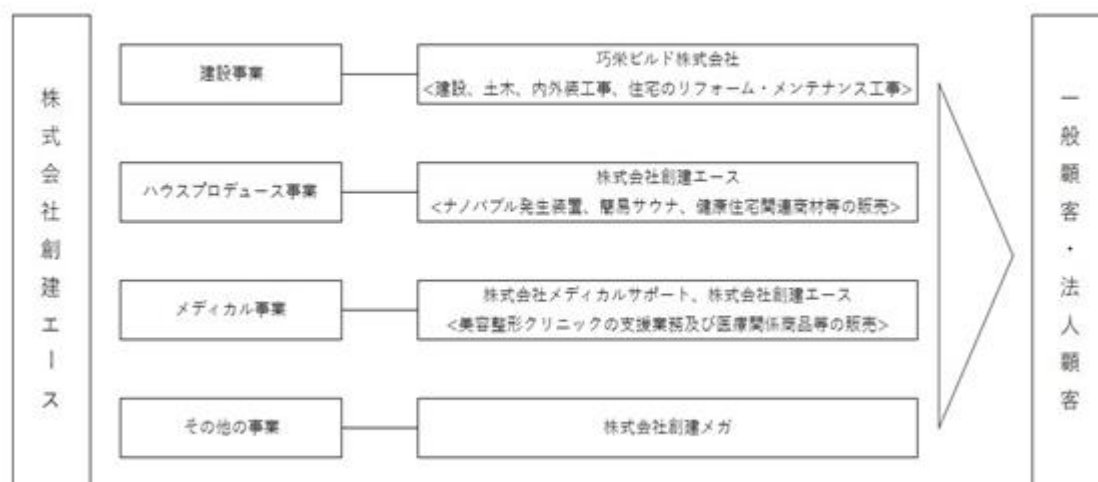 株式会社創建エース
建設事業
巧栄ビルド株式会社
<建設、土木、内外装工事、住宅のリフォーム・メンテナンス工事>
ハウスプロデュース事業
株式会社創建エース
<ナノバブル発生装置、簡易サウナ、健康住宅関連商材等の販売>
メディカル事業
株式会社メディカルサポート、株式会社創建エース
<美容整形クリニックの支援業務及び医療関係商品等の販売>
その他の事業
株式会社創建メガ
一般顧客・法人顧客